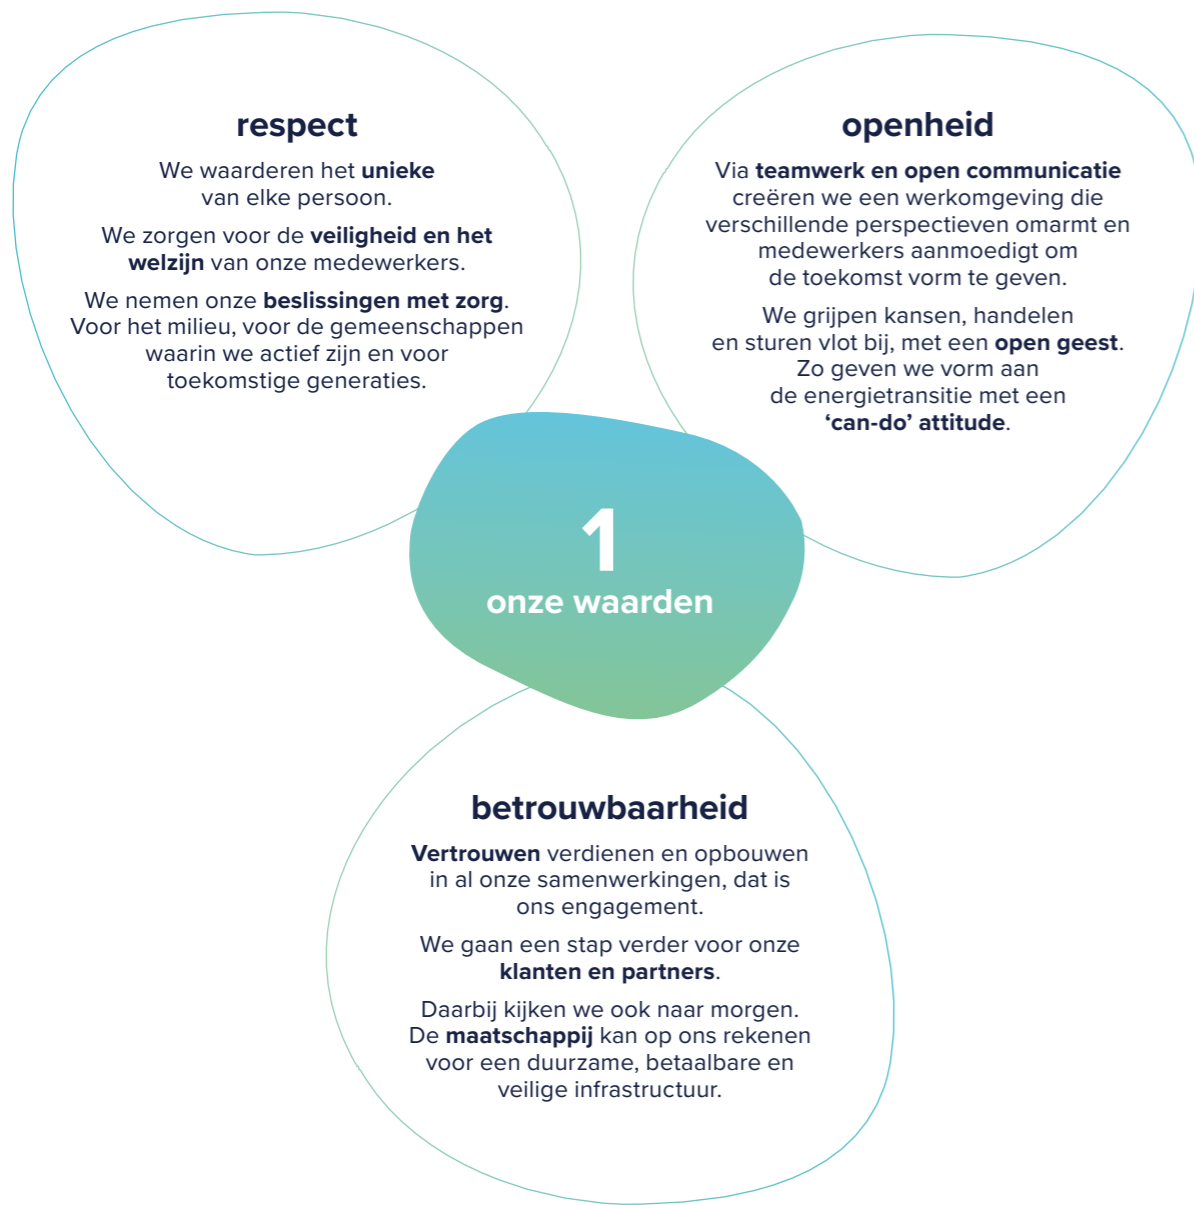 respect
We waarderen het unieke
van elke persoon.
We zorgen voor de veiligheid en het
welzijn van onze medewerkers.
We nemen onze beslissingen met zorg.
Voor het milieu, voor de gemeenschappen
waarin we actief zijn en voor
toekomstige generaties.
openheid
Via teamwerk en open communicatie
creëren we een werkomgeving die
verschillende perspectieven omarmt en
medewerkers aanmoedigt om
de toekomst vorm te geven.
We grijpen kansen, handelen
en sturen vlot bij, met een open geest.
Zo geven we vorm aan
de energietransitie met een
‘can-do’ attitude.
1
onze waarden
betrouwbaarheid
Vertrouwen verdienen en opbouwen
in al onze samenwerkingen, dat is
ons engagement.
We gaan een stap verder voor onze
klanten en partners.
Daarbij kijken we ook naar morgen.
De maatschappij kan op ons rekenen
voor een duurzame, betaalbare en
veilige infrastructuur.